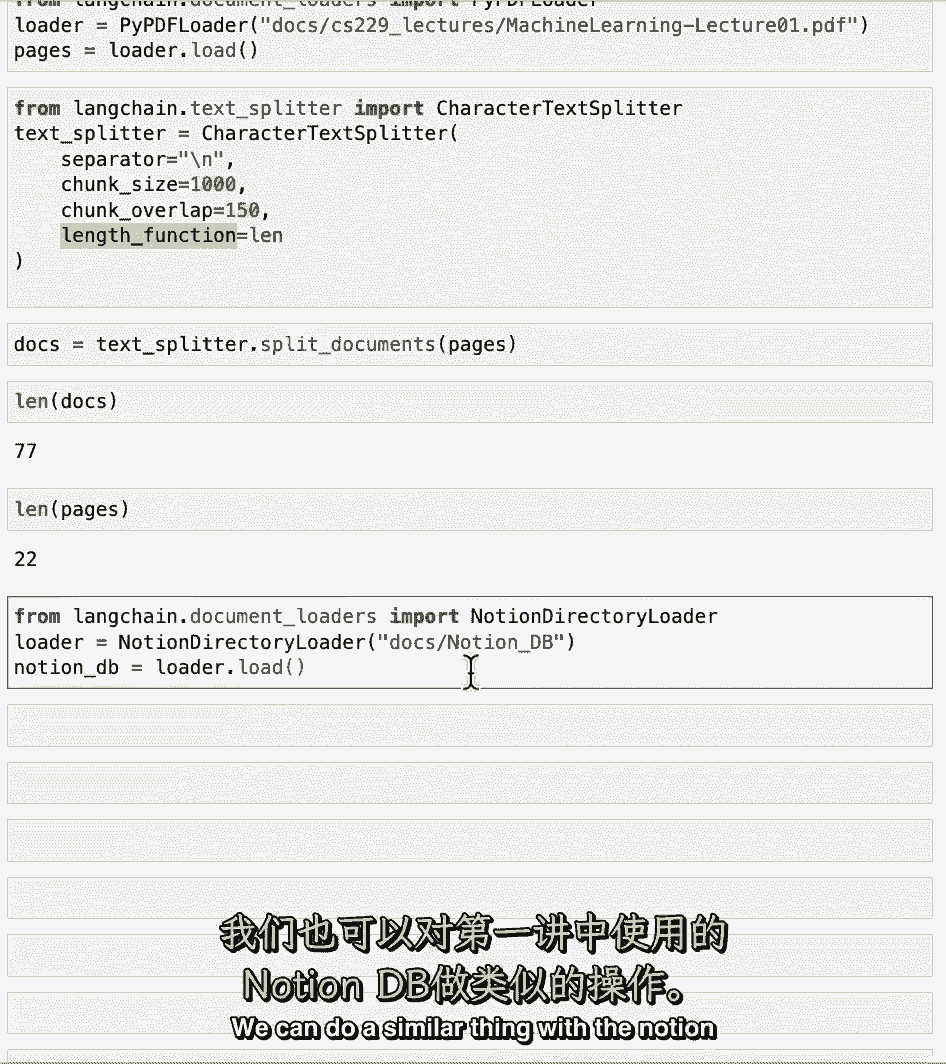 from langchain.document_loaders import PyPDFLoader
loader = PyPDFLoader("docs/cs229_lectures/MachineLearning-Lecture01.pdf")
pages = loader.load()
from langchain.text_splitter import CharacterTextSplitter
text_splitter = CharacterTextSplitter(
    separator="\n",
    chunk_size=1000,
    chunk_overlap=150,
    length_function=len
)
docs = text_splitter.split_documents(pages)
len(docs)
77
len(pages)
22
from langchain.document_loaders import NotionDirectoryLoader
loader = NotionDirectoryLoader("docs/Notion_DB")
notion_db = loader.load()
我们也可以对第一讲中使用的
Notion DB做类似的操作。
We can do a similar thing with the notion